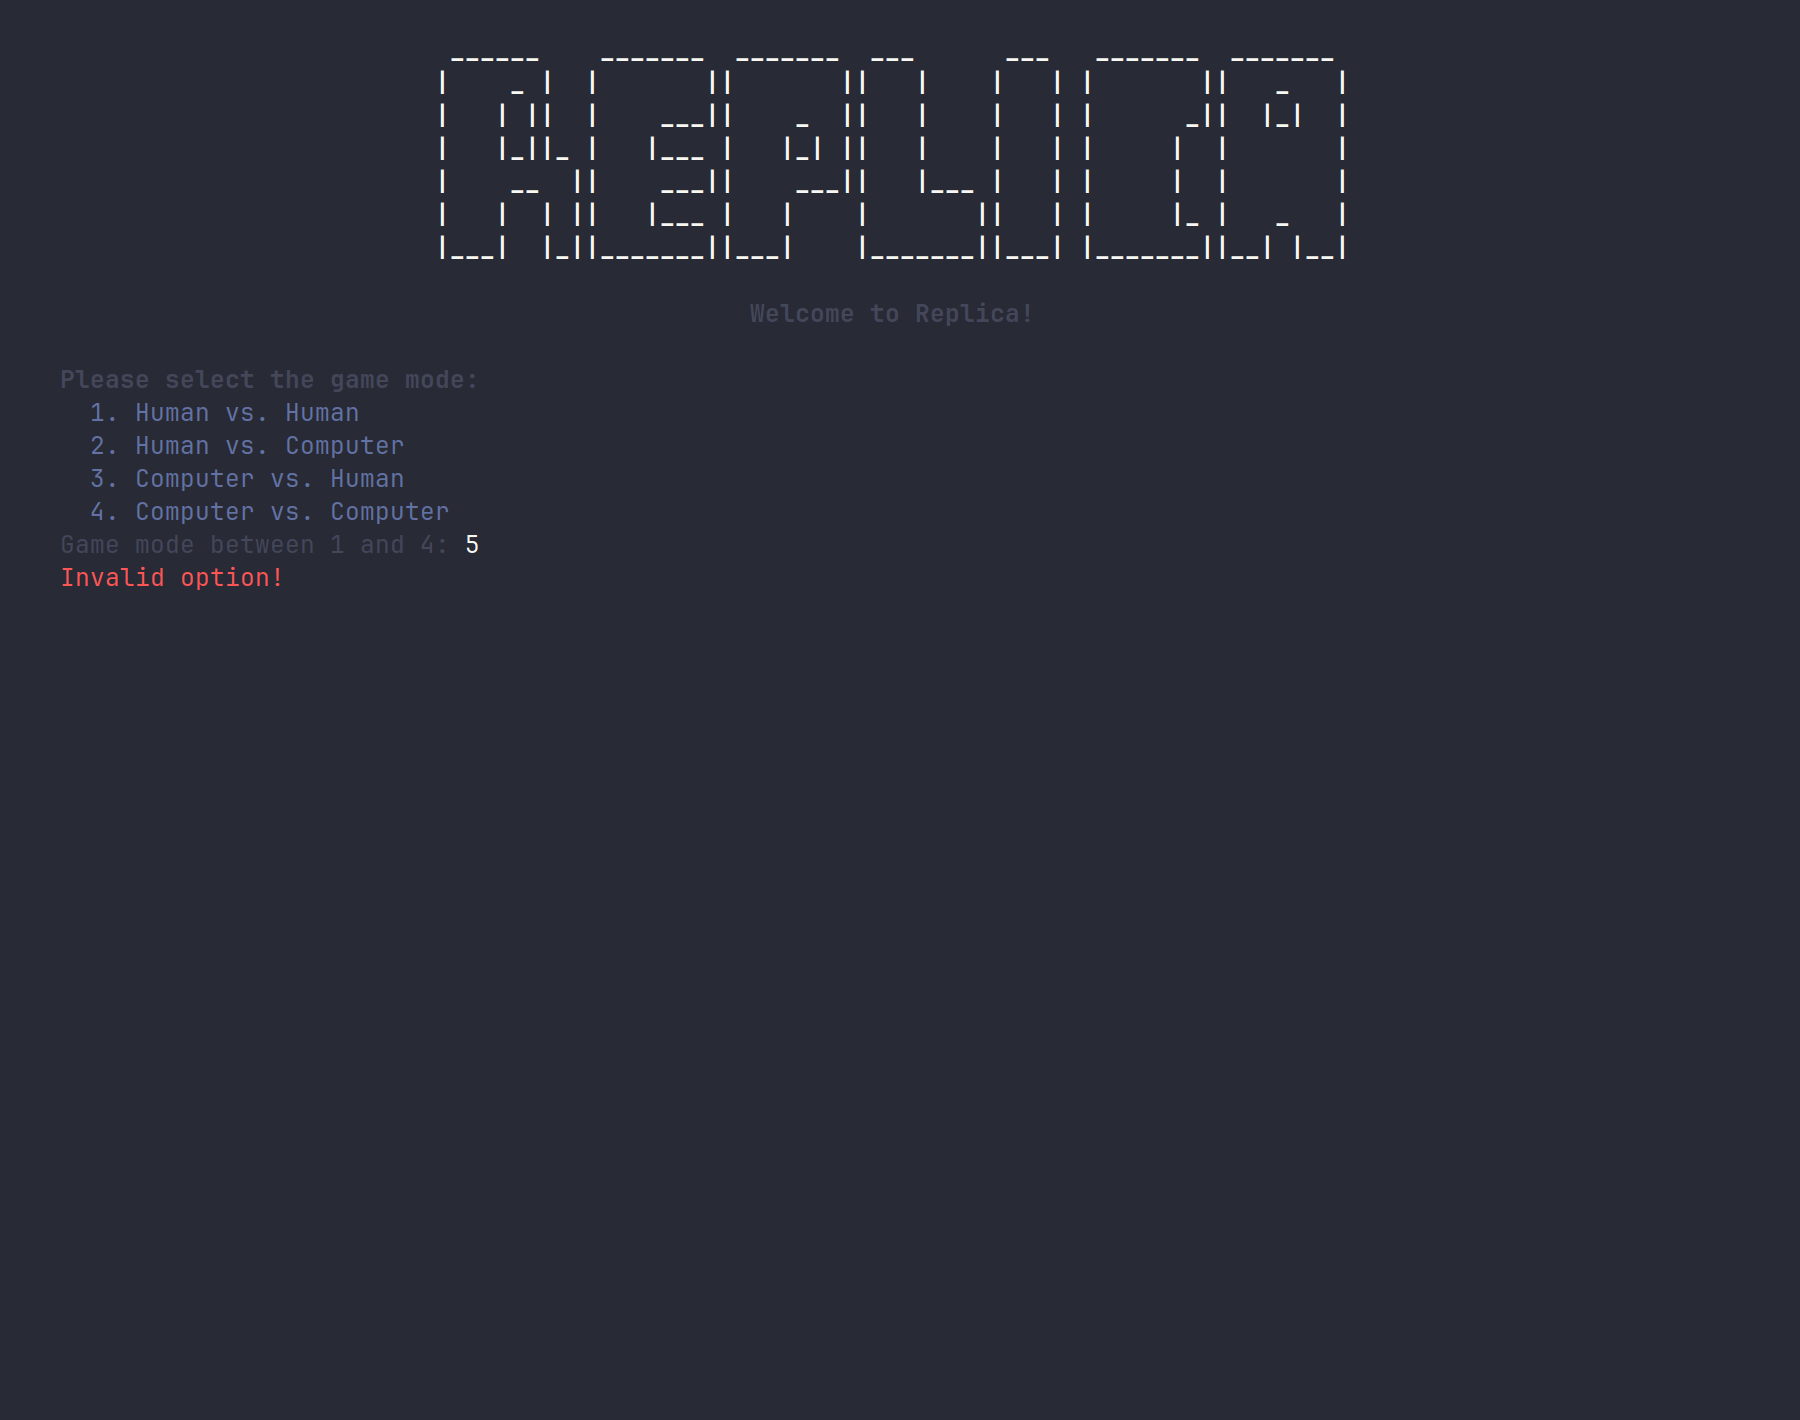 REPLICA
Welcome to Replica!
Please select the game mode:
1. Human vs. Human
2. Human vs. Computer
3. Computer vs. Human
4. Computer vs. Computer
Game mode between 1 and 4: 5
Invalid option!